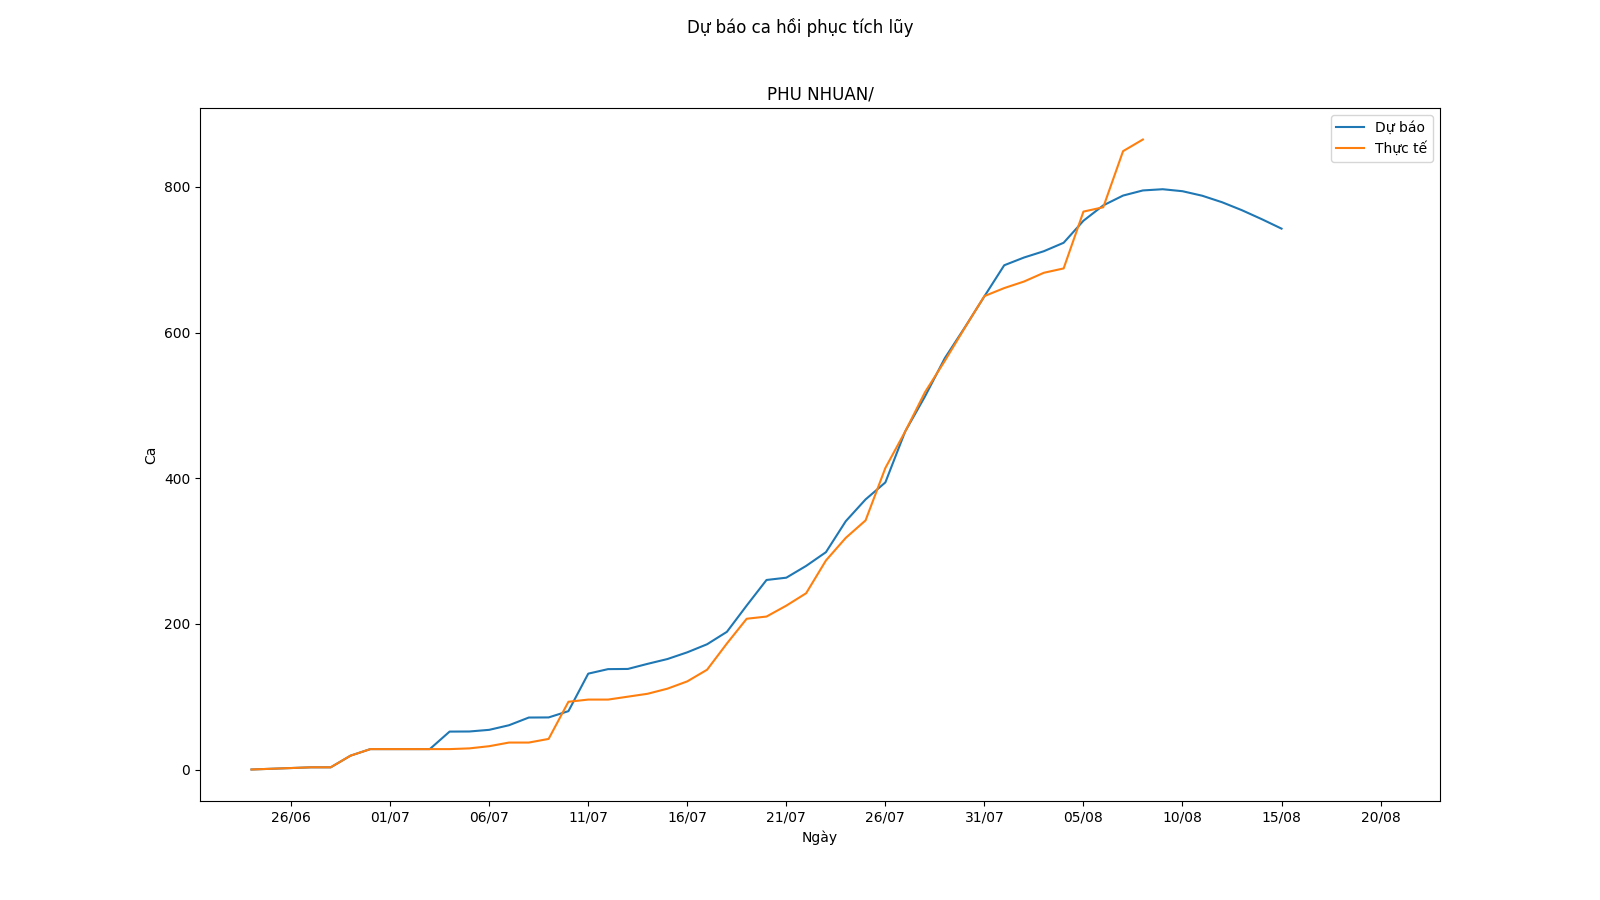 Dự báo ca hồi phục tích lũy
PHU NHUAN/
Dự báo
Thực tế
800
600
400
200
0
Ca
26/06 01/07 06/07 11/07 16/07 21/07 26/07 31/07 05/08 10/08 15/08 20/08
Ngày